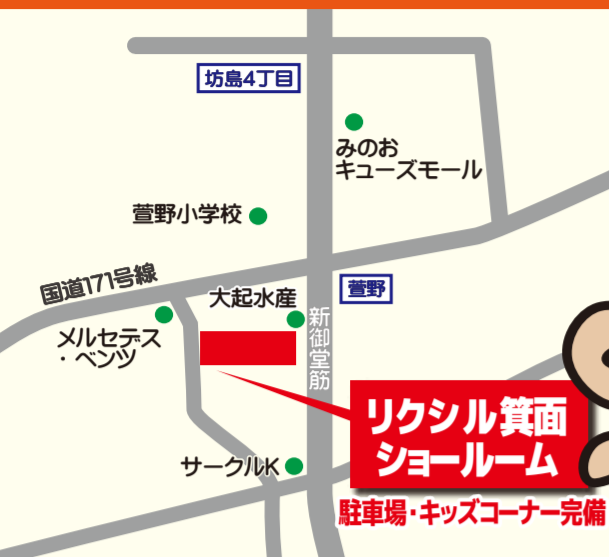 坊島4丁目
みのお
キューズモール
萱野小学校
国道171号線
大起水産
萱野
メルセデス
・ベンツ
新御堂筋
リクシル箕面
ショールーム
サークルK
駐車場・キッズコーナー完備